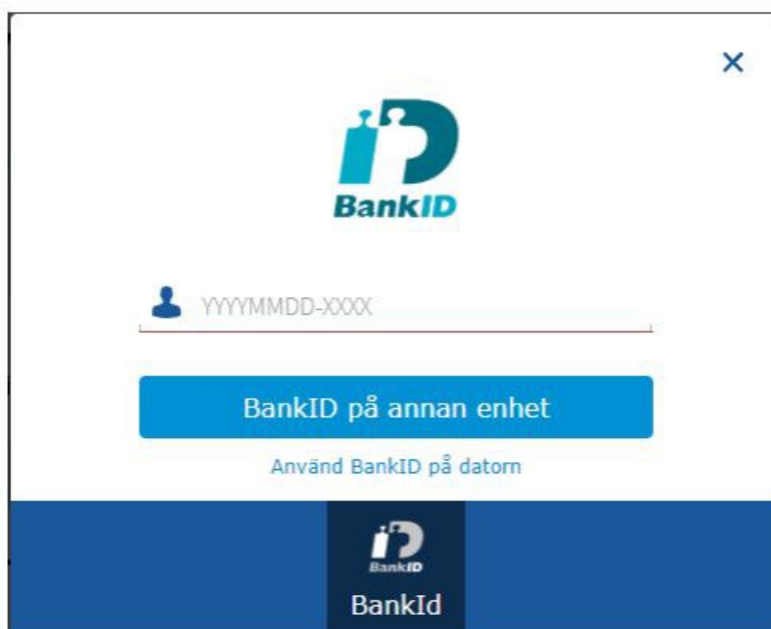 BankID
YYYYMMDD-XXXX
BankID på annan enhet
Använd BankID på datorn
BankID
BankId